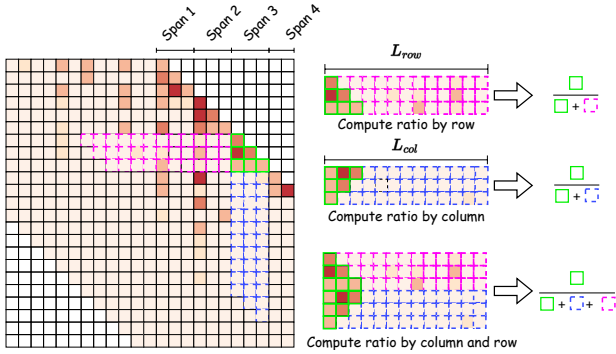 Span 1
Span 2
Span 3
Span 4
L_row
+
Compute ratio by row
L_col
+
Compute ratio by column
+ +
Compute ratio by column and row